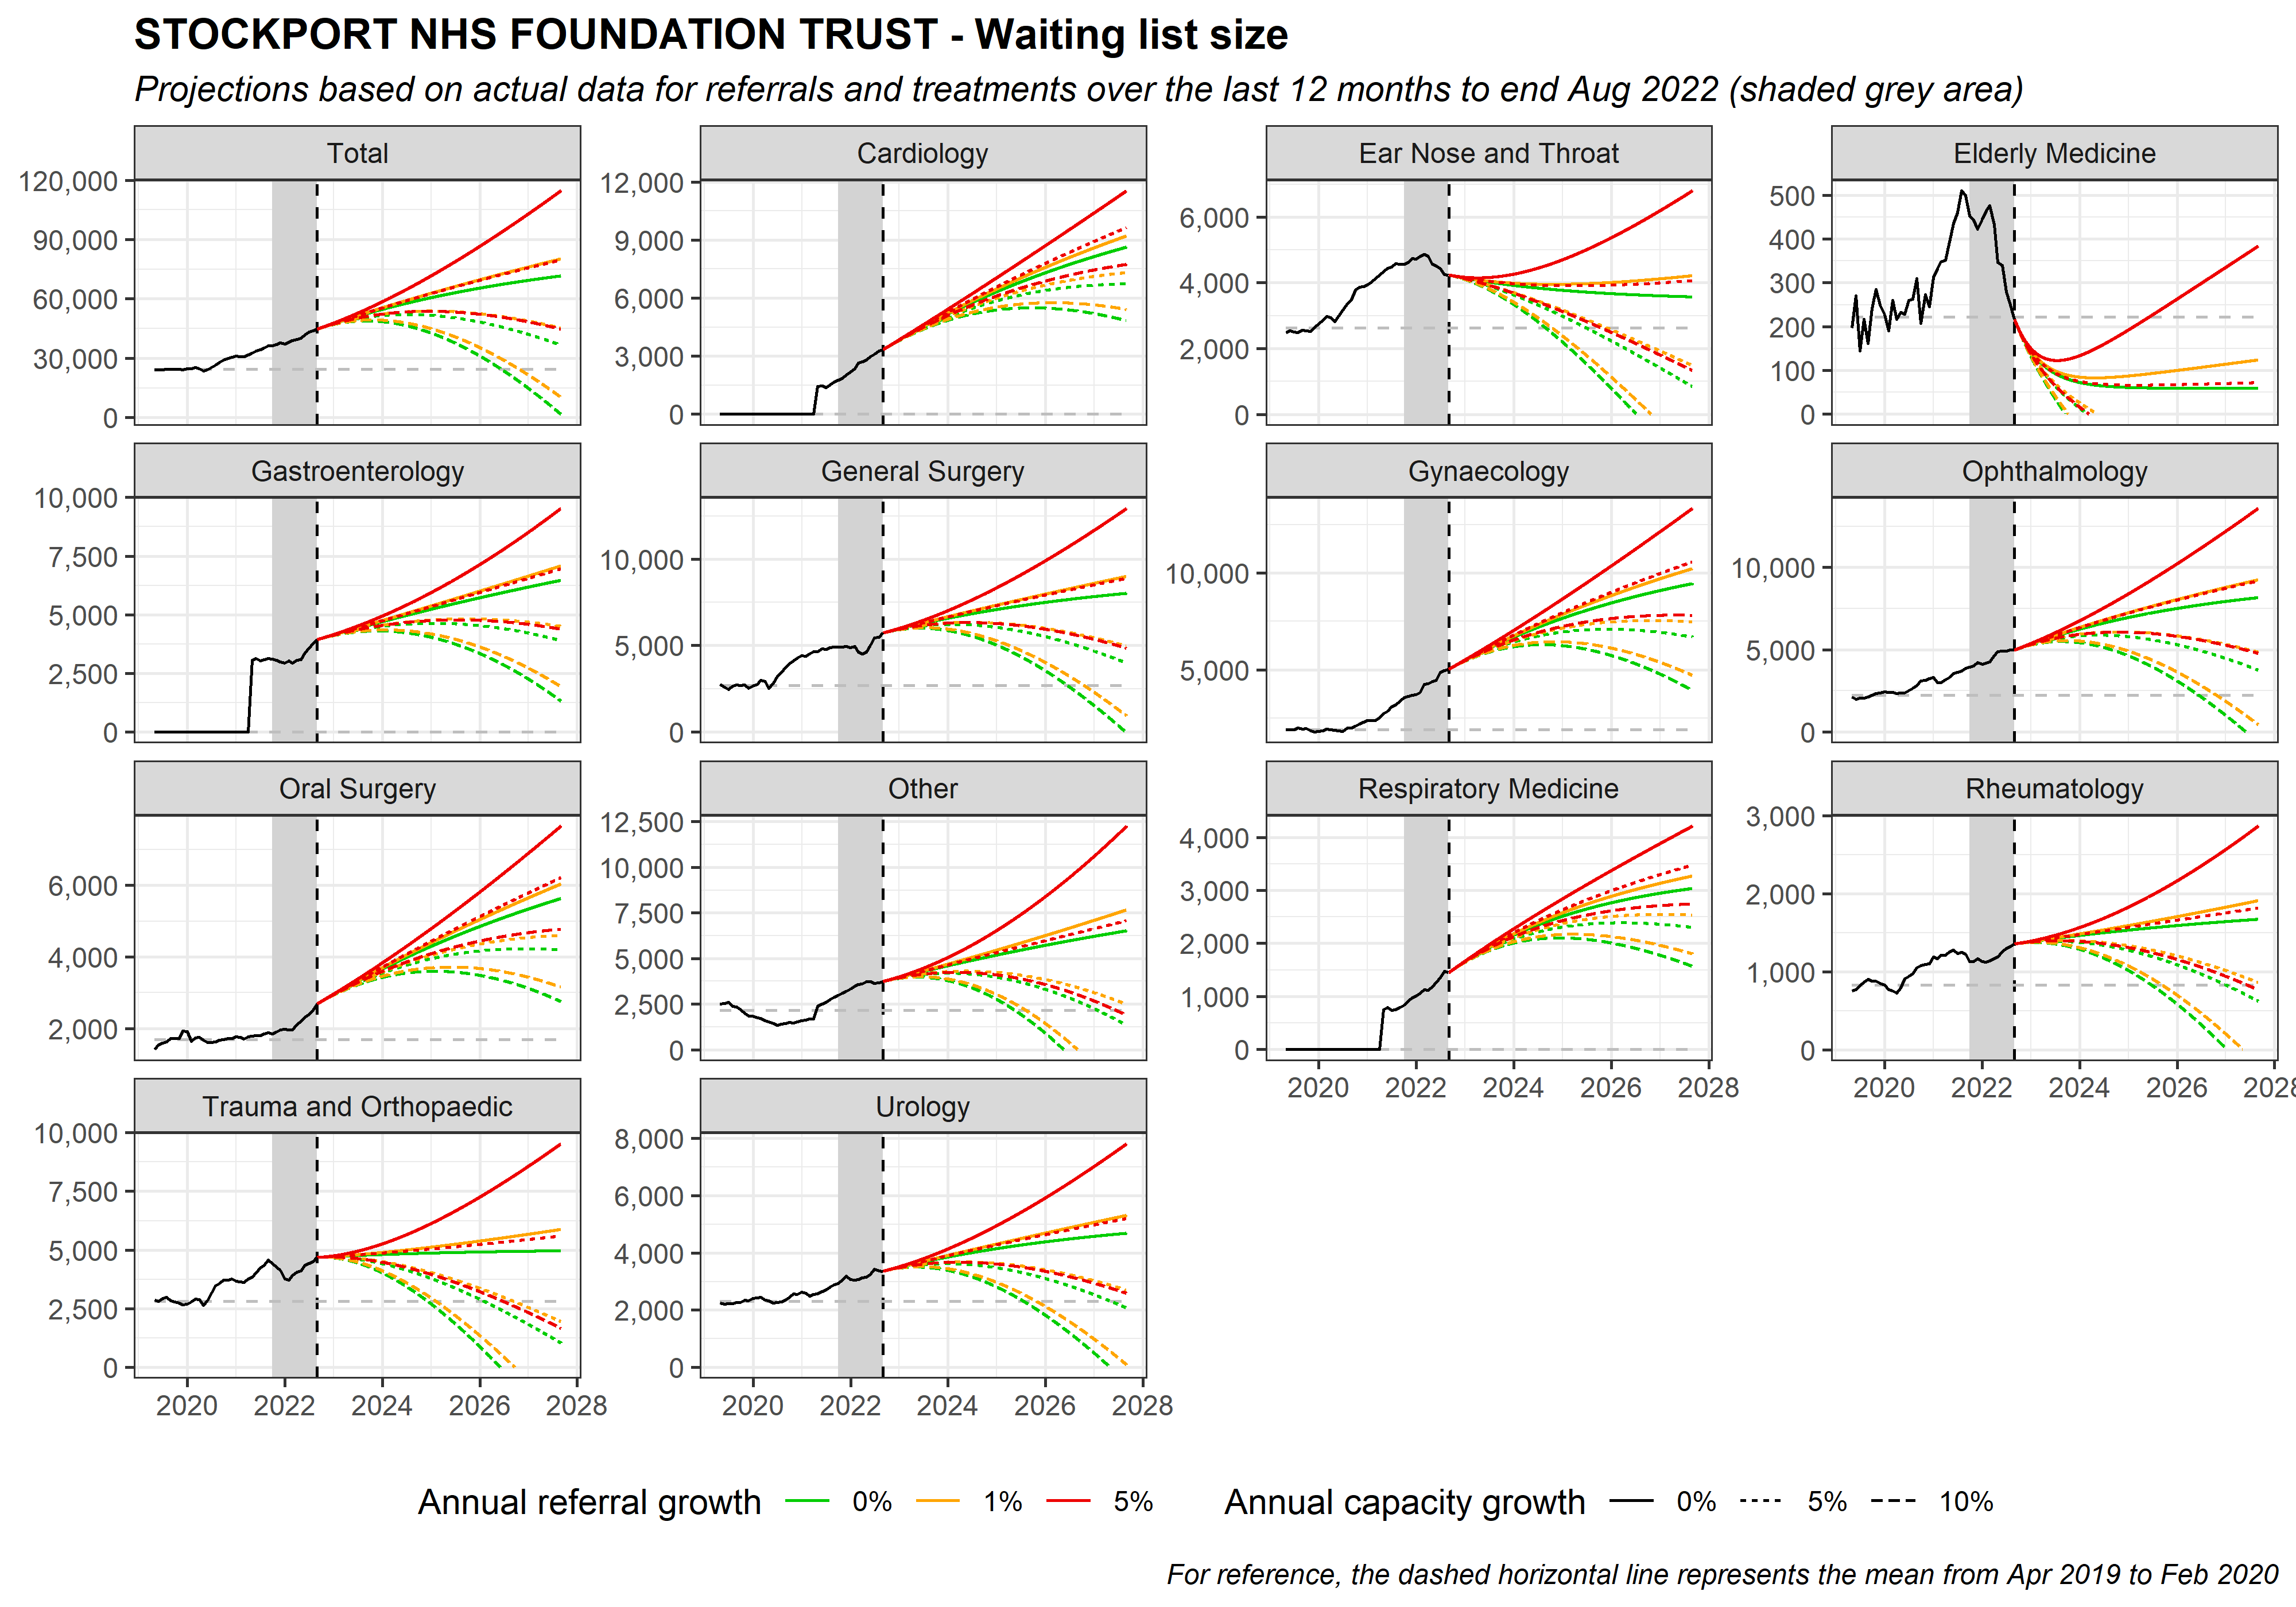 STOCKPORT NHS FOUNDATION TRUST - Waiting list size
Projections based on actual data for referrals and treatments over the last 12 months to end Aug 2022 (shaded grey area)
Total
120,000
90,000
60,000
30,000
0
Cardiology
12,000
9,000
6,000
3,000
0
Ear Nose and Throat
6,000
4,000
2,000
0
Elderly Medicine
500
400
300
200
100
0
Gastroenterology
10,000
7,500
5,000
2,500
0
General Surgery
10,000
5,000
0
Gynaecology
10,000
5,000
Ophthalmology
10,000
5,000
0
Oral Surgery
6,000
4,000
2,000
Other
12,500
10,000
7,500
5,000
2,500
0
Respiratory Medicine
4,000
3,000
2,000
1,000
0
2020 2022 2024 2026 2028
Rheumatology
3,000
2,000
1,000
0
2020 2022 2024 2026 2028
Trauma and Orthopaedic
10,000
7,500
5,000
2,500
0
2020 2022 2024 2026 2028
Urology
8,000
6,000
4,000
2,000
0
2020 2022 2024 2026 2028
Annual referral growth 0% 1% 5% Annual capacity growth 0% 5% 10%
For reference, the dashed horizontal line represents the mean from Apr 2019 to Feb 2020